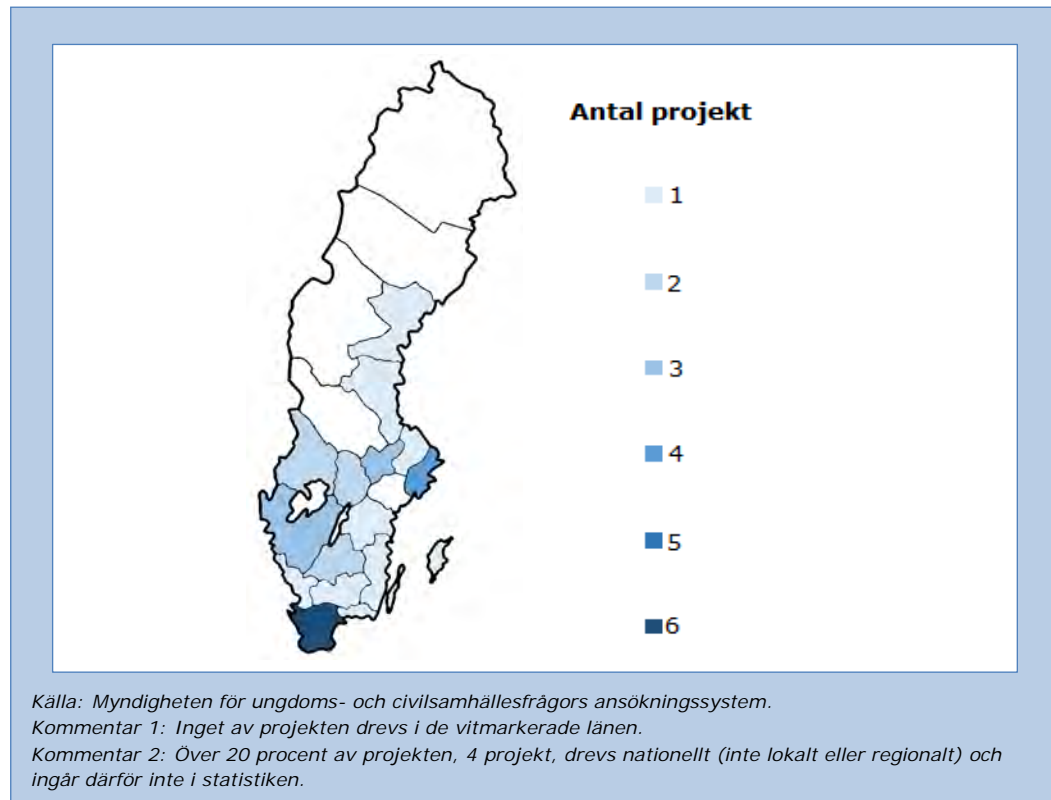 Antal projekt
1
2
3
4
5
6
Källa: Myndigheten för ungdoms- och civilsamhällesfrågors ansökningssystem.
Kommentar 1: Inget av projekten drevs i de vitmarkerade länen.
Kommentar 2: Över 20 procent av projekten, 4 projekt, drevs nationellt (inte lokalt eller regionalt) och
ingår därför inte i statistiken.